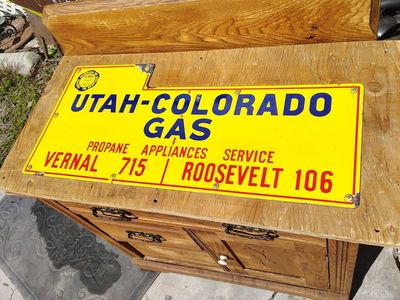 UTAH-COLORADO
GAS
PROPANE APPLIANCES SERVICE
VERNAL 715 ROOSEVELT 106